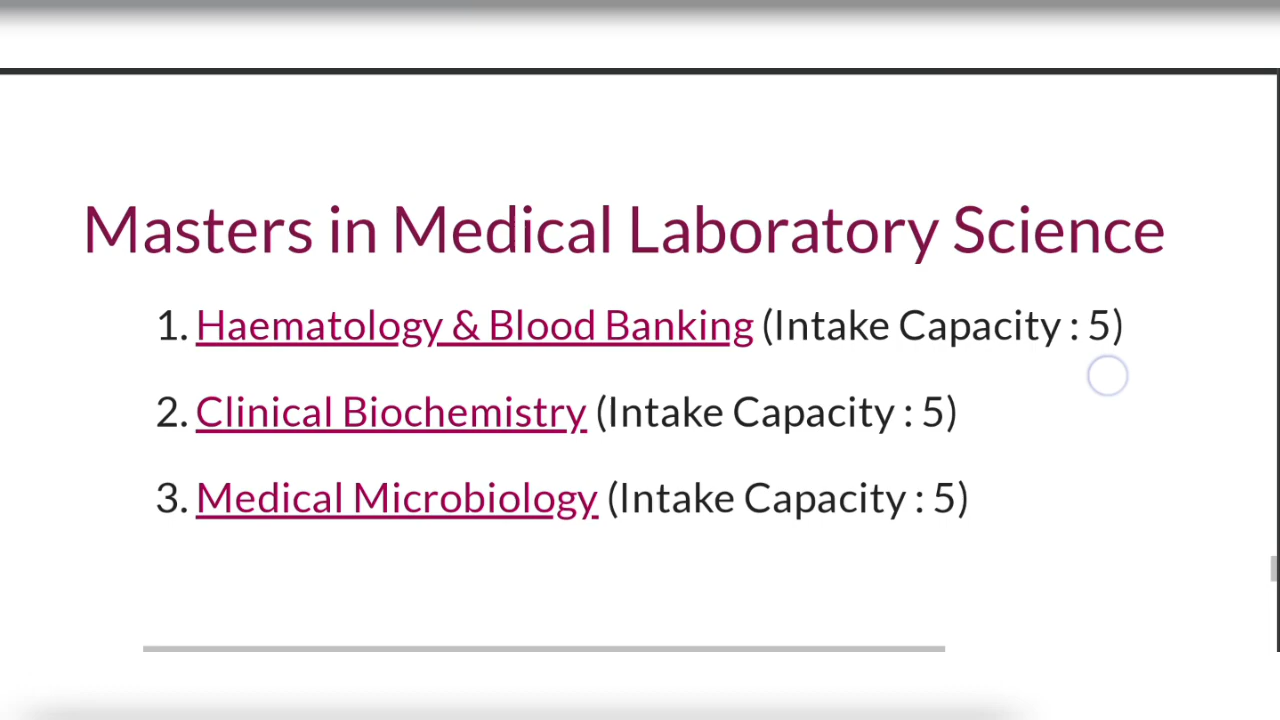 Masters in Medical Laboratory Science
1. Haematology & Blood Banking (Intake Capacity : 5)
2. Clinical Biochemistry (Intake Capacity : 5)
3. Medical Microbiology (Intake Capacity : 5)